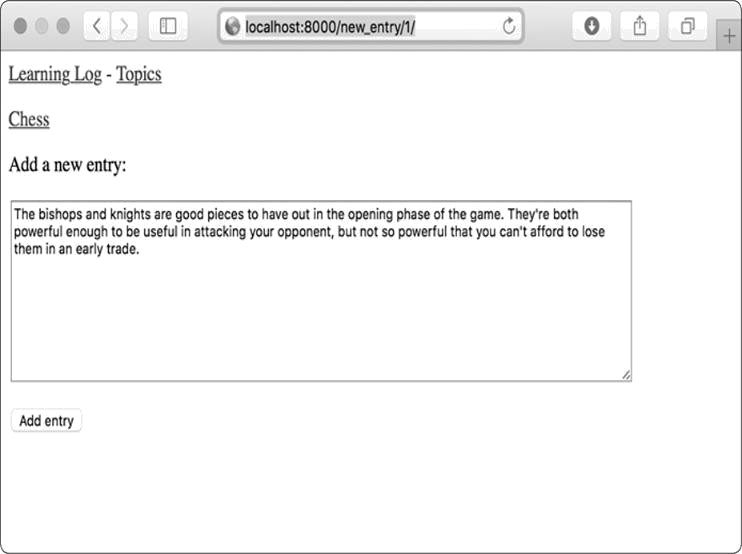 localhost:8000/new_entry/1/
Learning Log - Topics
Chess
Add a new entry:
The bishops and knights are good pieces to have out in the opening phase of the game. They're both
powerful enough to be useful in attacking your opponent, but not so powerful that you can't afford to lose
them in an early trade.
Add entry